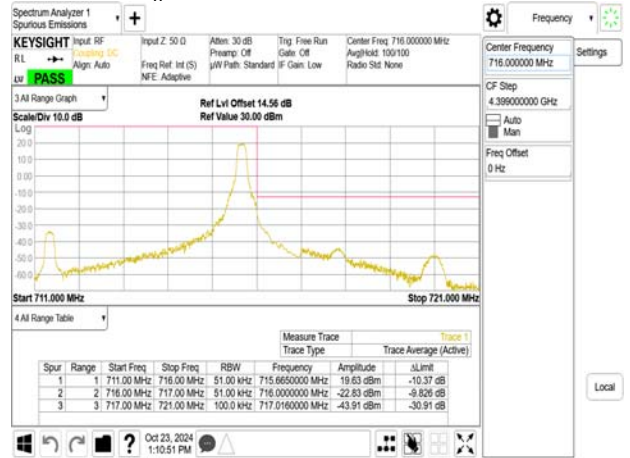 Spectrum Analyzer 1
Spurious Emissions
+
Frequency
KEYSIGHT Input: RF Input Z: 50 Ω Atten: 30 dB Trig: Free Run Center Freq: 716.000000 MHz
RL Coupling: DC Preamp: Off Gate: Off Avg|Hold: 100/100
Align: Auto Freq Ref: Int (S) µW Path: Standard IF Gain: Low Radio Std: None
NFE: Adaptive
PASS
Center Frequency
716.000000 MHz
Settings
CF Step
4.399000000 GHz
Auto
Man
Freq Offset
0 Hz
3 All Range Graph
Ref Lvl Offset 14.56 dB
Scale/Div 10.0 dB Ref Value 30.00 dBm
Log
20.0
10.0
0.00
-10.0
-20.0
-30.0
-40.0
-50.0
-60.0
Start 711.000 MHz Stop 721.000 MHz
4 All Range Table
Measure Trace Trace 1
Trace Type Trace Average (Active)
Spur Range Start Freq Stop Freq RBW Frequency Amplitude ΔLimit
1 1 711.00 MHz 716.00 MHz 51.00 kHz 715.6650000 MHz 19.63 dBm -10.37 dB
2 2 716.00 MHz 717.00 MHz 51.00 kHz 716.0000000 MHz -22.83 dBm -9.826 dB
3 3 717.00 MHz 721.00 MHz 100.0 kHz 717.0160000 MHz -43.91 dBm -30.91 dB
Local
? Oct 23, 2024
1:10:51 PM